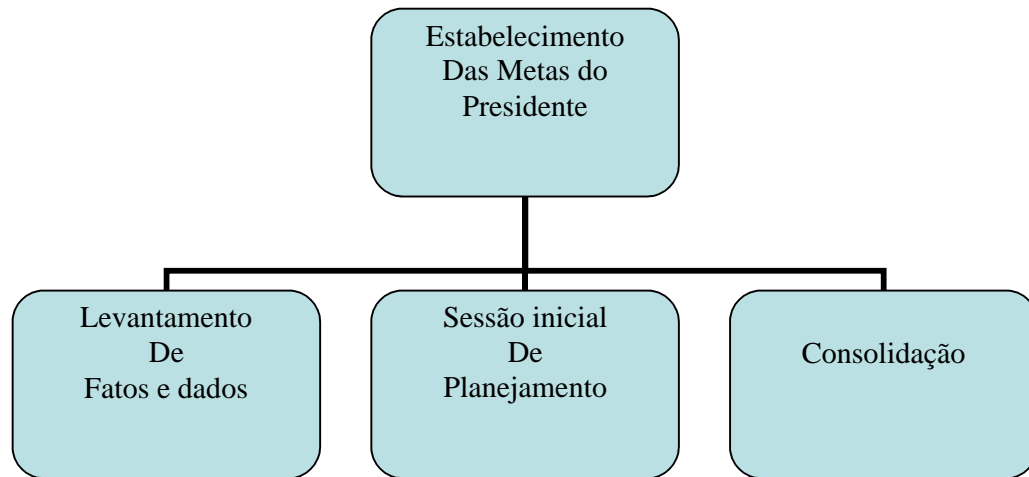 Estabelecimento
Das Metas do
Presidente
Levantamento
De
Fatos e dados
Sessão inicial
De
Planejamento
Consolidação